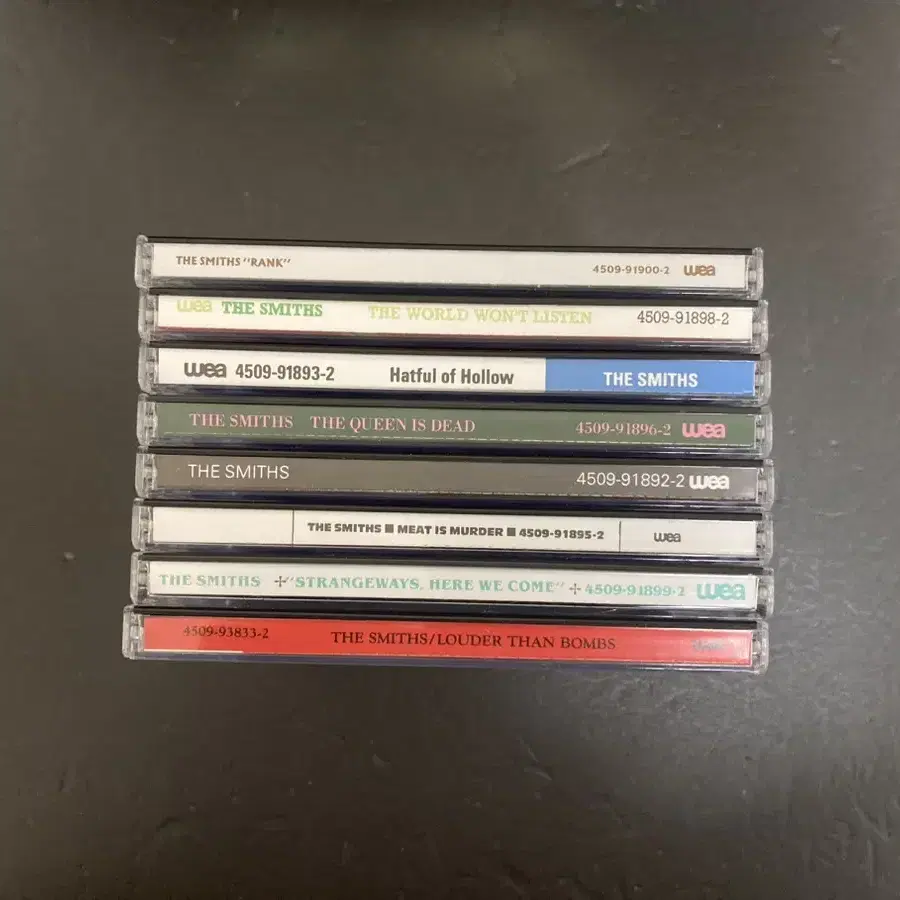 THE SMITHS "RANK" 4509-91900-2 wea
wea THE SMITHS THE WORLD WON'T LISTEN 4509-91898-2
wea 4509-91893-2 Hatful of Hollow THE SMITHS
THE SMITHS THE QUEEN IS DEAD 4509-91896-2 wea
THE SMITHS 4509-91892-2 wea
THE SMITHS ■ MEAT IS MURDER ■ 4509-91895-2 wea
THE SMITHS ✢"STRANGEWAYS, HERE WE COME"✢ 4509-91899-2 wea
4509-93833-2 THE SMITHS/LOUDER THAN BOMBS